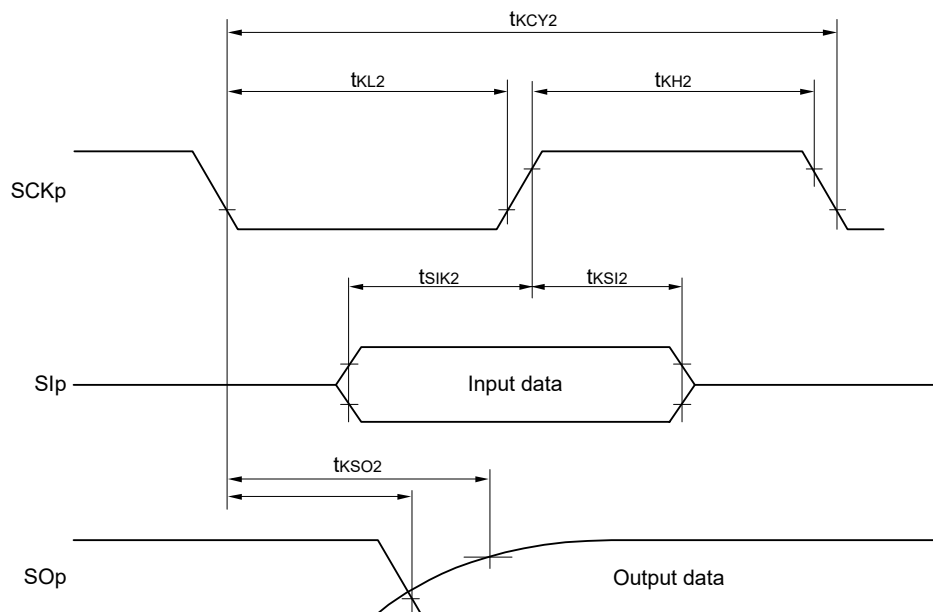 tKCY2
tKL2
tKH2
SCKp
tSIK2
tKSI2
SIp
Input data
tKSO2
SOp
Output data